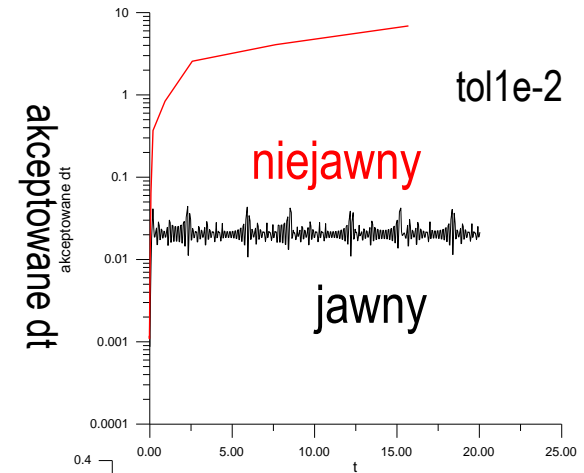 10
tol1e-2
1
niejawny
0.1
akceptowane dt
akceptowane dt
0.01
jawny
0.001
0.0001
0.00 5.00 10.00 15.00 20.00 25.00
t
0.4